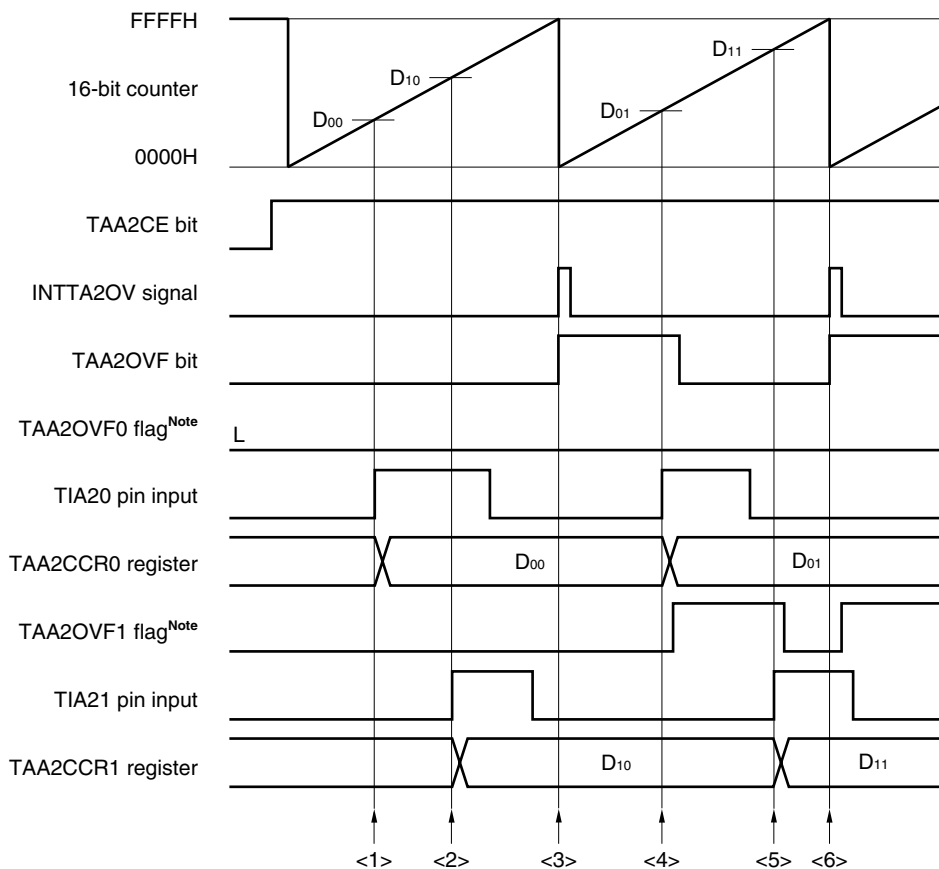 FFFFH
D11
D10
16-bit counter
D01
D00
0000H
TAA2CE bit
INTTA2OV signal
TAA2OVF bit
TAA2OVF0 flagNote
L
TIA20 pin input
TAA2CCR0 register
D00
D01
TAA2OVF1 flagNote
TIA21 pin input
TAA2CCR1 register
D10
D11
<1> <2> <3> <4> <5> <6>